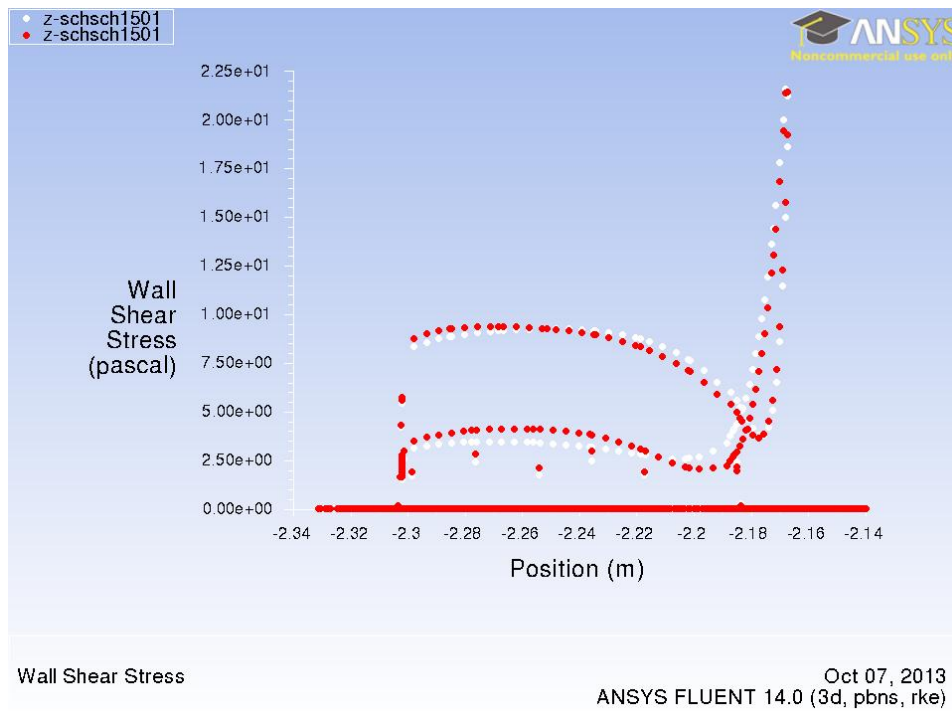 z-schsch1501
z-schsch1501
ANSYS
Noncommercial use only
2.25e+01
2.00e+01
1.75e+01
1.50e+01
1.25e+01
1.00e+01
7.50e+00
5.00e+00
2.50e+00
0.00e+00
Wall
Shear
Stress
(pascal)
-2.34 -2.32 -2.3 -2.28 -2.26 -2.24 -2.22 -2.2 -2.18 -2.16 -2.14
Position (m)
Wall Shear Stress
Oct 07, 2013
ANSYS FLUENT 14.0 (3d, pbns, rke)